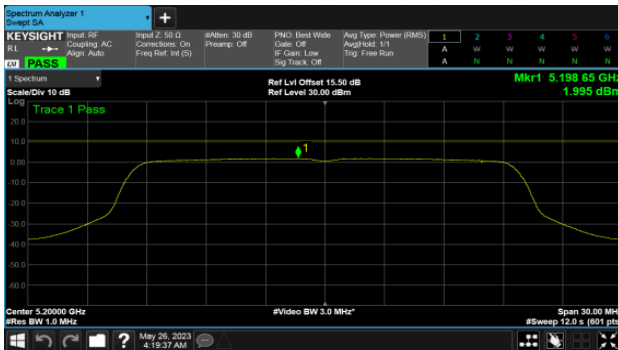 Spectrum Analyzer 1
Swept SA
+
KEYSIGHT Input: RF Input Z: 50 Ω #Atten: 30 dB PNO: Best Wide Avg Type: Power (RMS) 1 2 3 4 5 6
RL Coupling: AC Corrections: On Preamp: Off Gate: Off Avg|Hold: 1/1 A W W W W W
Align: Auto Freq Ref: Int (S) IF Gain: Low Trig: Free Run
LXI PASS Sig Track: Off A N N N N N
1 Spectrum Ref Lvl Offset 15.50 dB Mkr1 5.198 65 GHz
Scale/Div 10 dB Ref Level 30.00 dBm 1.995 dBm
Log
Trace 1 Pass
20.0
1
10.0
0.00
-10.0
-20.0
-30.0
-40.0
-50.0
-60.0
Center 5.20000 GHz #Video BW 3.0 MHz* Span 30.00 MHz
#Res BW 1.0 MHz #Sweep 12.0 s (601 pts
? May 26, 2023
4:19:37 AM